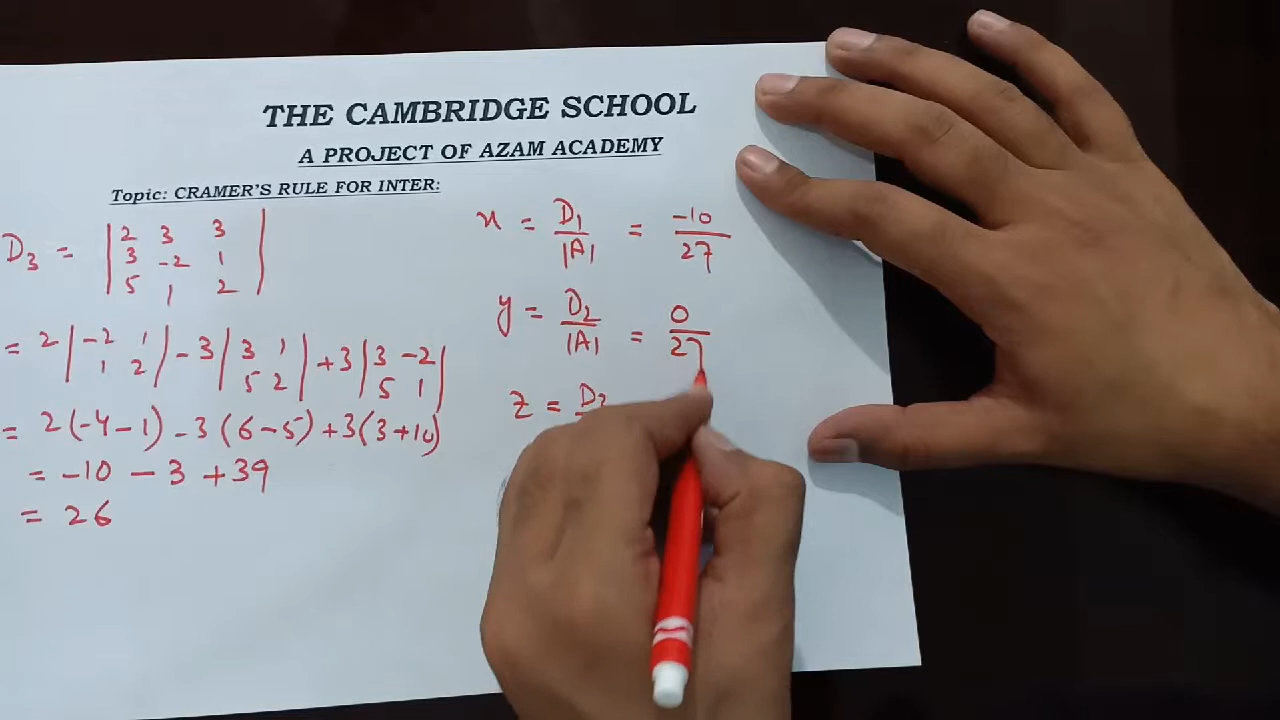 THE CAMBRIDGE SCHOOL
A PROJECT OF AZAM ACADEMY
Topic: CRAMER'S RULE FOR INTER:
D3 = | 2 3 3 |
| 3 -2 1 |
| 5 1 2 |
= 2 | -2 1 | - 3 | 3 1 | + 3 | 3 -2 |
| 1 2 | | 5 2 | | 5 1 |
= 2(-4 - 1) - 3(6 - 5) + 3(3 + 10)
= -10 - 3 + 39
= 26
x = D1/|A| = -10/27
y = D2/|A| = 0/27
z = D3